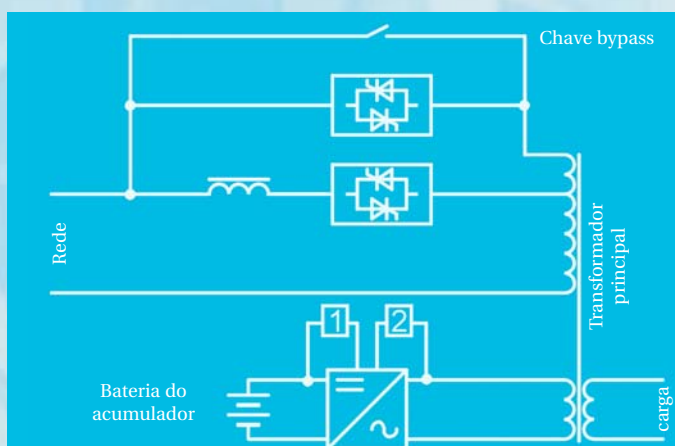 Chave bypass
Rede
Transformador
principal
1
2
Bateria do
acumulador
carga